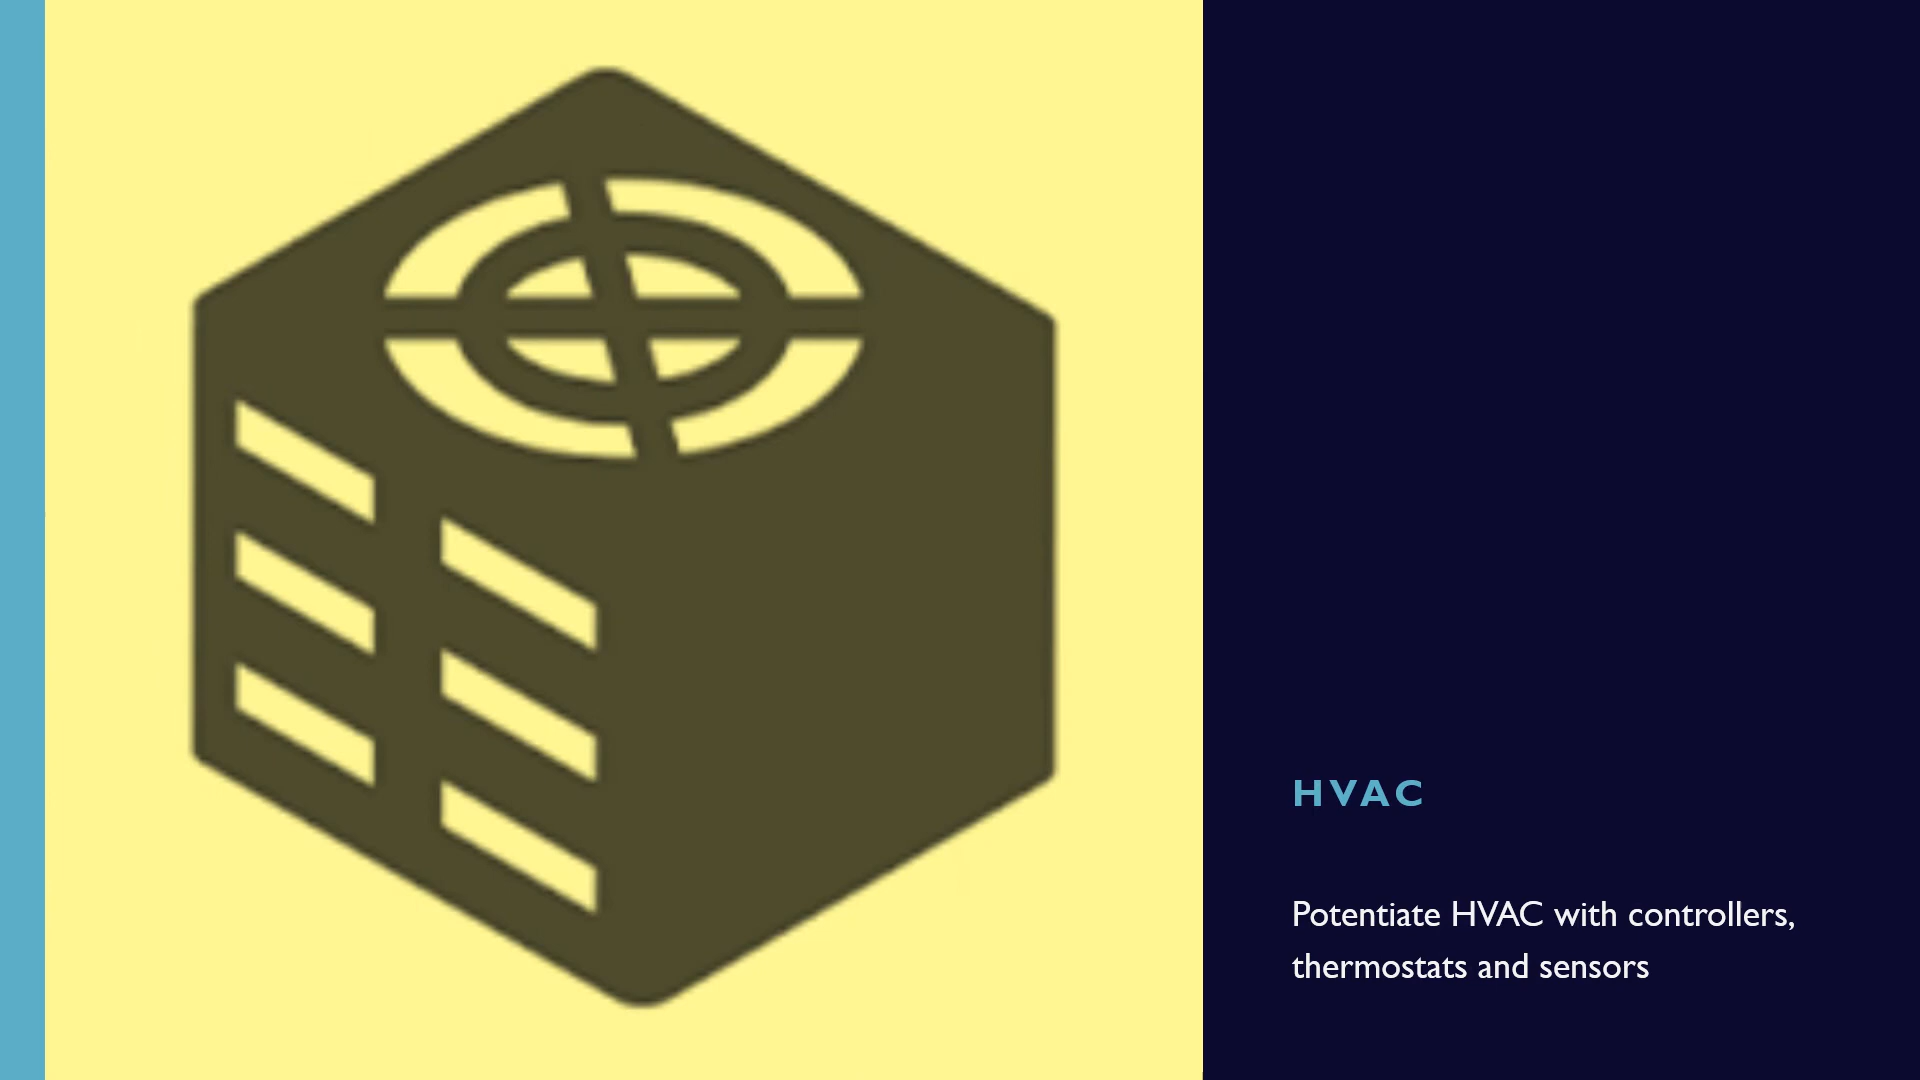 HVAC
Potentiate HVAC with controllers,
thermostats and sensors